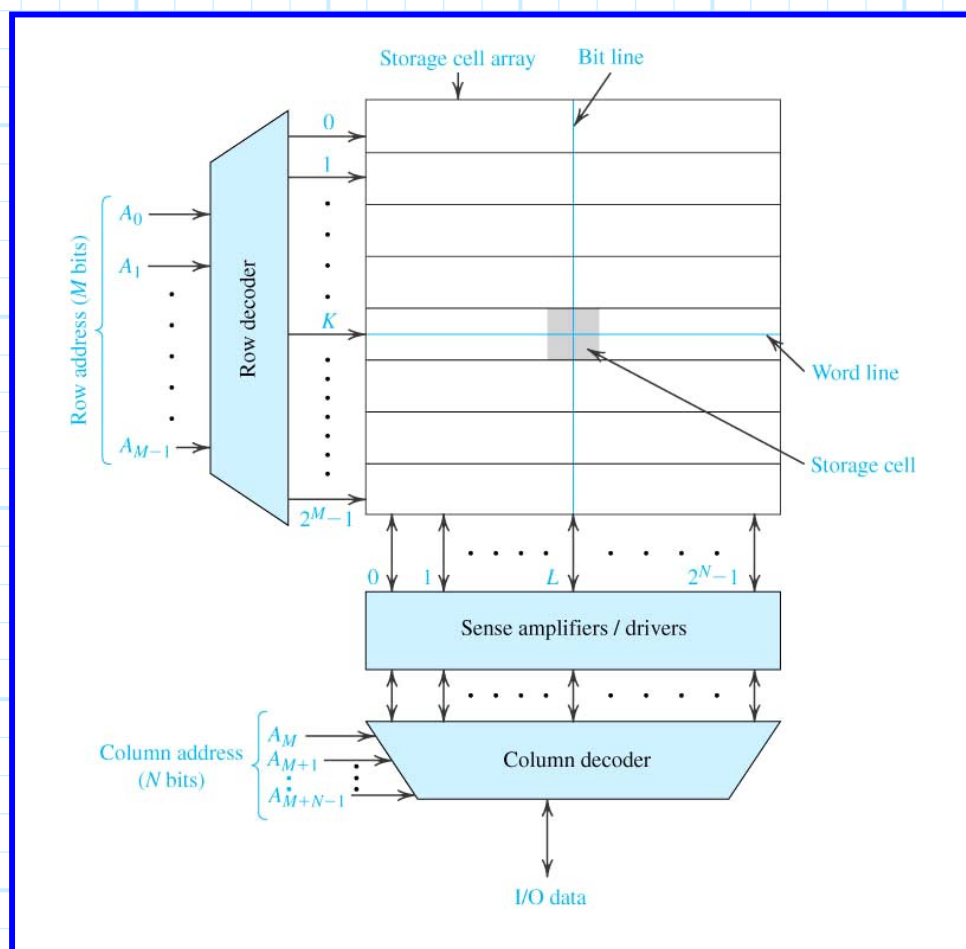 Storage cell array
Bit line
0
1
A0
A1
Row address (M bits)
Row decoder
K
Word line
AM−1
Storage cell
2^M−1
0 1 L 2^N−1
Sense amplifiers / drivers
Column address
(N bits)
AM
AM+1
AM+N−1
Column decoder
I/O data